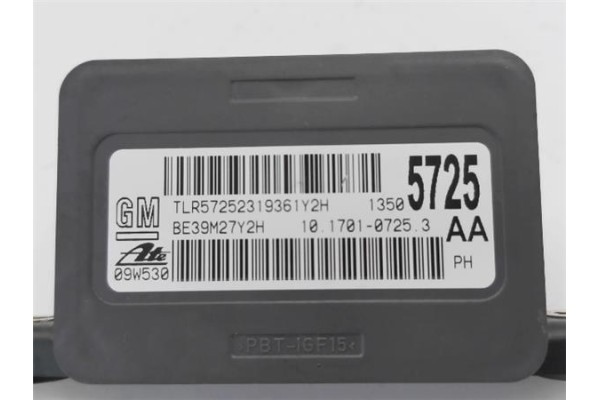 GM
TLR57252319361Y2H 1350 5725
BE39M27Y2H 10.1701-0725.3 AA
Ate
09W530 PH
PBT-IGF15